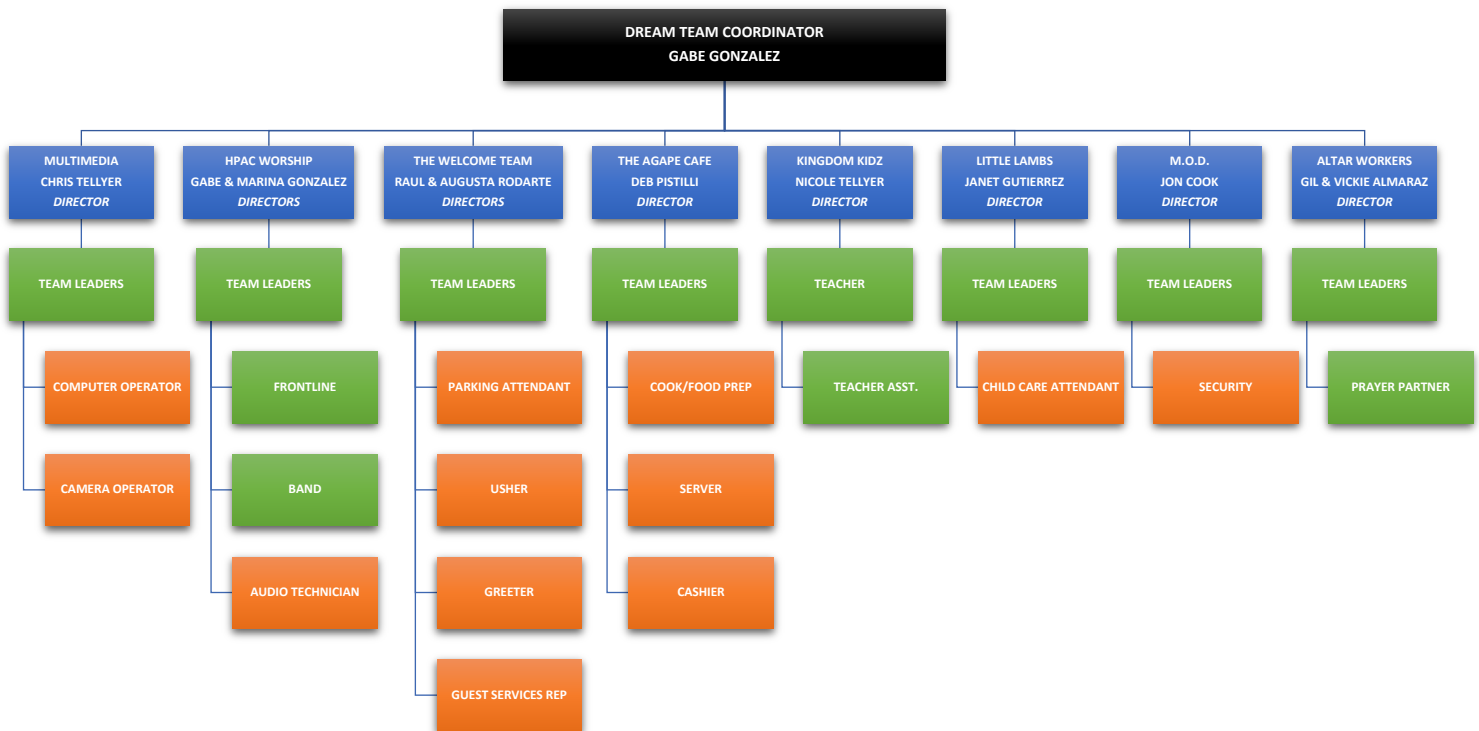 DREAM TEAM COORDINATOR
GABE GONZALEZ
MULTIMEDIA
CHRIS TELLYER
DIRECTOR
HPAC WORSHIP
GABE & MARINA GONZALEZ
DIRECTORS
THE WELCOME TEAM
RAUL & AUGUSTA RODARTE
DIRECTORS
THE AGAPE CAFE
DEB PISTILLI
DIRECTOR
KINGDOM KIDZ
NICOLE TELLYER
DIRECTOR
LITTLE LAMBS
JANET GUTIERREZ
DIRECTOR
M.O.D.
JON COOK
DIRECTOR
ALTAR WORKERS
GIL & VICKIE ALMARAZ
DIRECTOR
TEAM LEADERS
TEAM LEADERS
TEAM LEADERS
TEAM LEADERS
TEACHER
TEAM LEADERS
TEAM LEADERS
TEAM LEADERS
COMPUTER OPERATOR
FRONTLINE
PARKING ATTENDANT
COOK/FOOD PREP
TEACHER ASST.
CHILD CARE ATTENDANT
SECURITY
PRAYER PARTNER
CAMERA OPERATOR
BAND
USHER
SERVER
AUDIO TECHNICIAN
GREETER
CASHIER
GUEST SERVICES REP